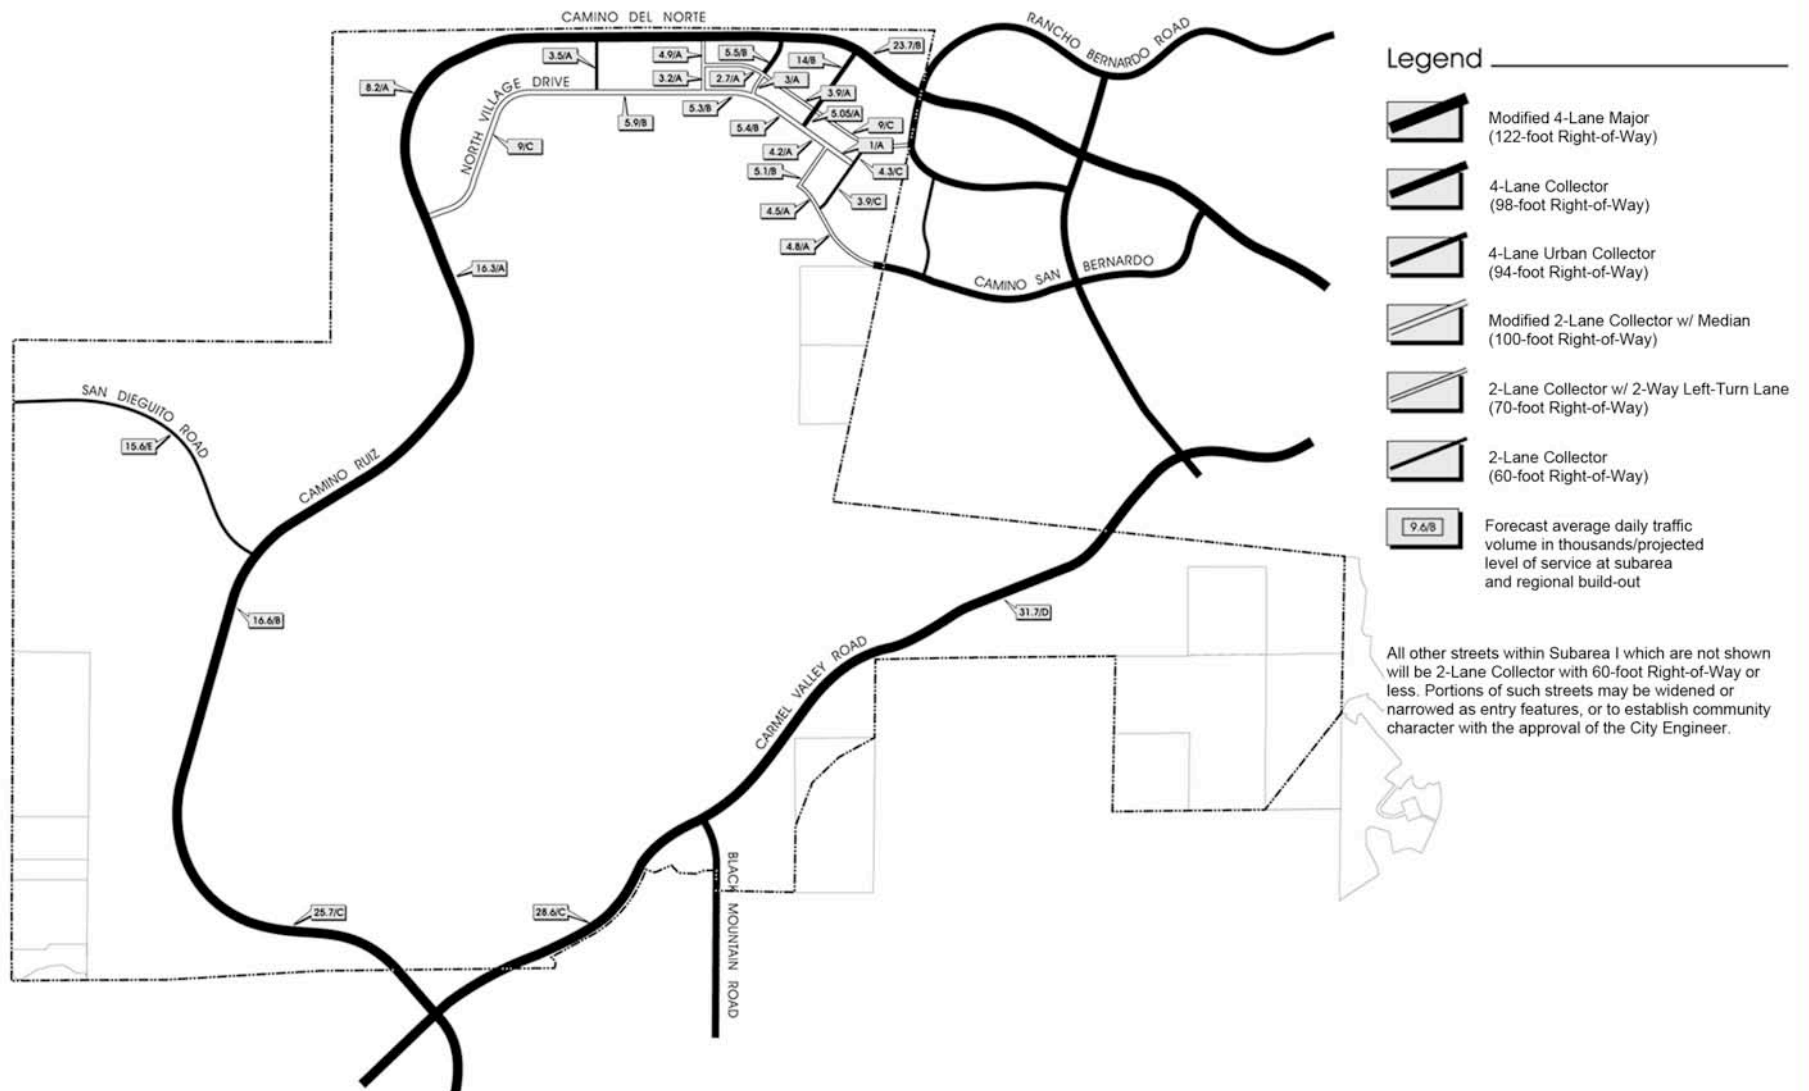 CAMINO DEL NORTE
RANCHO BERNARDO ROAD
23.7/B
3.5/A
4.9/A
5.5/B
14/B
3.2/A
2.7/A
3/A
8.2/A
NORTH VILLAGE DRIVE
3.9/A
5.3/B
5.05/A
5.9/B
5.4/B
9/C
9/C
4.2/A
1/A
5.1/B
4.3/C
3.9/C
4.5/A
4.8/A
CAMINO SAN BERNARDO
16.3/A
SAN DIEGUITO ROAD
15.6/E
CAMINO RUIZ
16.6/B
31.7/D
CARMEL VALLEY ROAD
25.7/C
28.6/C
BLACK MOUNTAIN ROAD
Legend
Modified 4-Lane Major
(122-foot Right-of-Way)
4-Lane Collector
(98-foot Right-of-Way)
4-Lane Urban Collector
(94-foot Right-of-Way)
Modified 2-Lane Collector w/ Median
(100-foot Right-of-Way)
2-Lane Collector w/ 2-Way Left-Turn Lane
(70-foot Right-of-Way)
2-Lane Collector
(60-foot Right-of-Way)
9.6/B
Forecast average daily traffic
volume in thousands/projected
level of service at subarea
and regional build-out
All other streets within Subarea I which are not shown
will be 2-Lane Collector with 60-foot Right-of-Way or
less. Portions of such streets may be widened or
narrowed as entry features, or to establish community
character with the approval of the City Engineer.